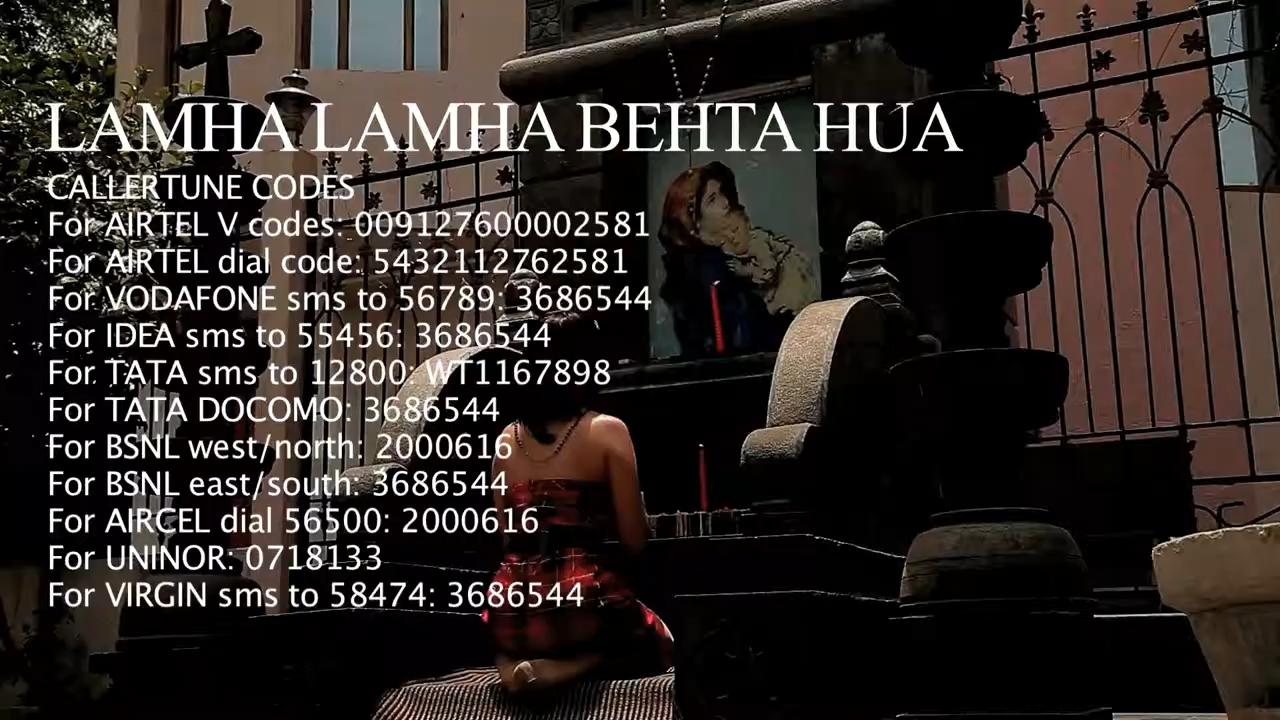 LAMHA LAMHA BEHTA HUA
CALLERTUNE CODES
For AIRTEL V codes: 009127600002581
For AIRTEL dial code: 5432112762581
For VODAFONE sms to 56789: 3686544
For IDEA sms to 55456: 3686544
For TATA sms to 12800: WT1167898
For TATA DOCOMO: 3686544
For BSNL west/north: 2000616
For BSNL east/south: 3686544
For AIRCEL dial 56500: 2000616
For UNINOR: 0718133
For VIRGIN sms to 58474: 3686544